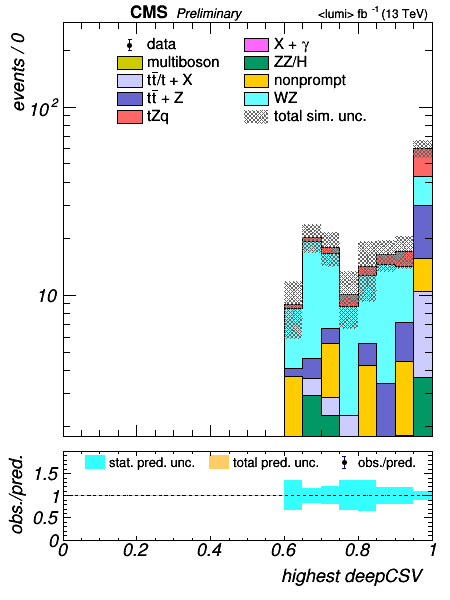 CMS Preliminary <lumi> fb⁻¹ (13 TeV)
events / 0
data
multiboson
tt̅/t + X
tt̅ + Z
tZq
X + γ
ZZ/H
nonprompt
WZ
total sim. unc.
10²
10
obs./pred.
stat. pred. unc. total pred. unc. obs./pred.
1.5
1
0.5
0
0 0.2 0.4 0.6 0.8 1
highest deepCSV